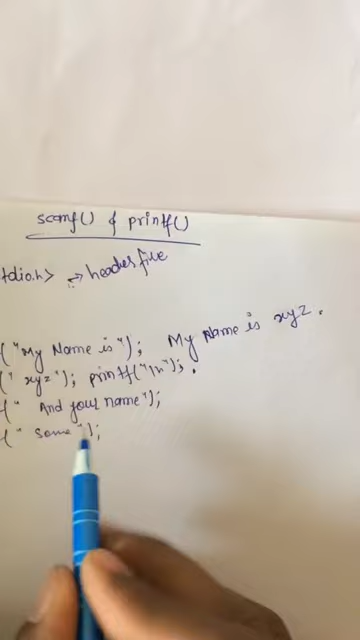 scanf() & printf()
tdio.h> → header file
("My Name is"); My Name is xyz.
(" xyz"); printf("\n");
(" And your name");
(" Some");